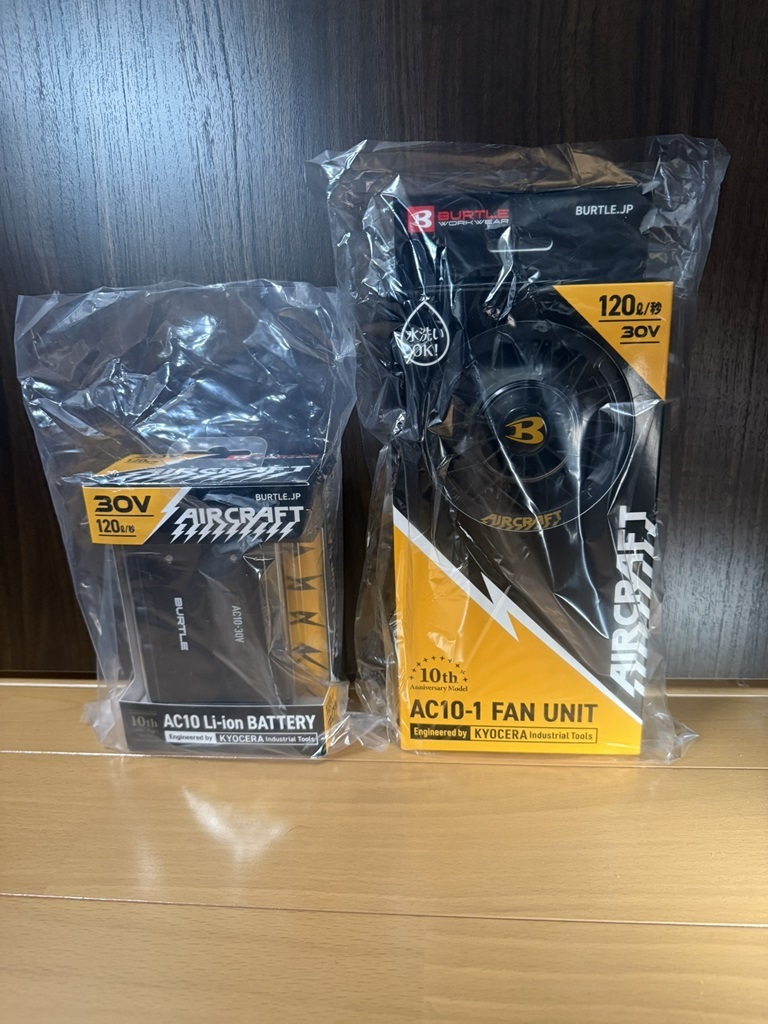 30V
120ℓ/秒
BURTLE.JP
AIRCRAFT
AIRCRAFT
BURTLE
AC10-30V
10th
AC10 Li-ion BATTERY
Engineered by KYOCERA Industrial Tools
B BURTLE
WORKWEAR
BURTLE.JP
水洗い
OK!
120ℓ/秒
30V
B
AIRCRAFT
AIRCRAFT
10th
Anniversary Model
AC10-1 FAN UNIT
Engineered by KYOCERA Industrial Tools